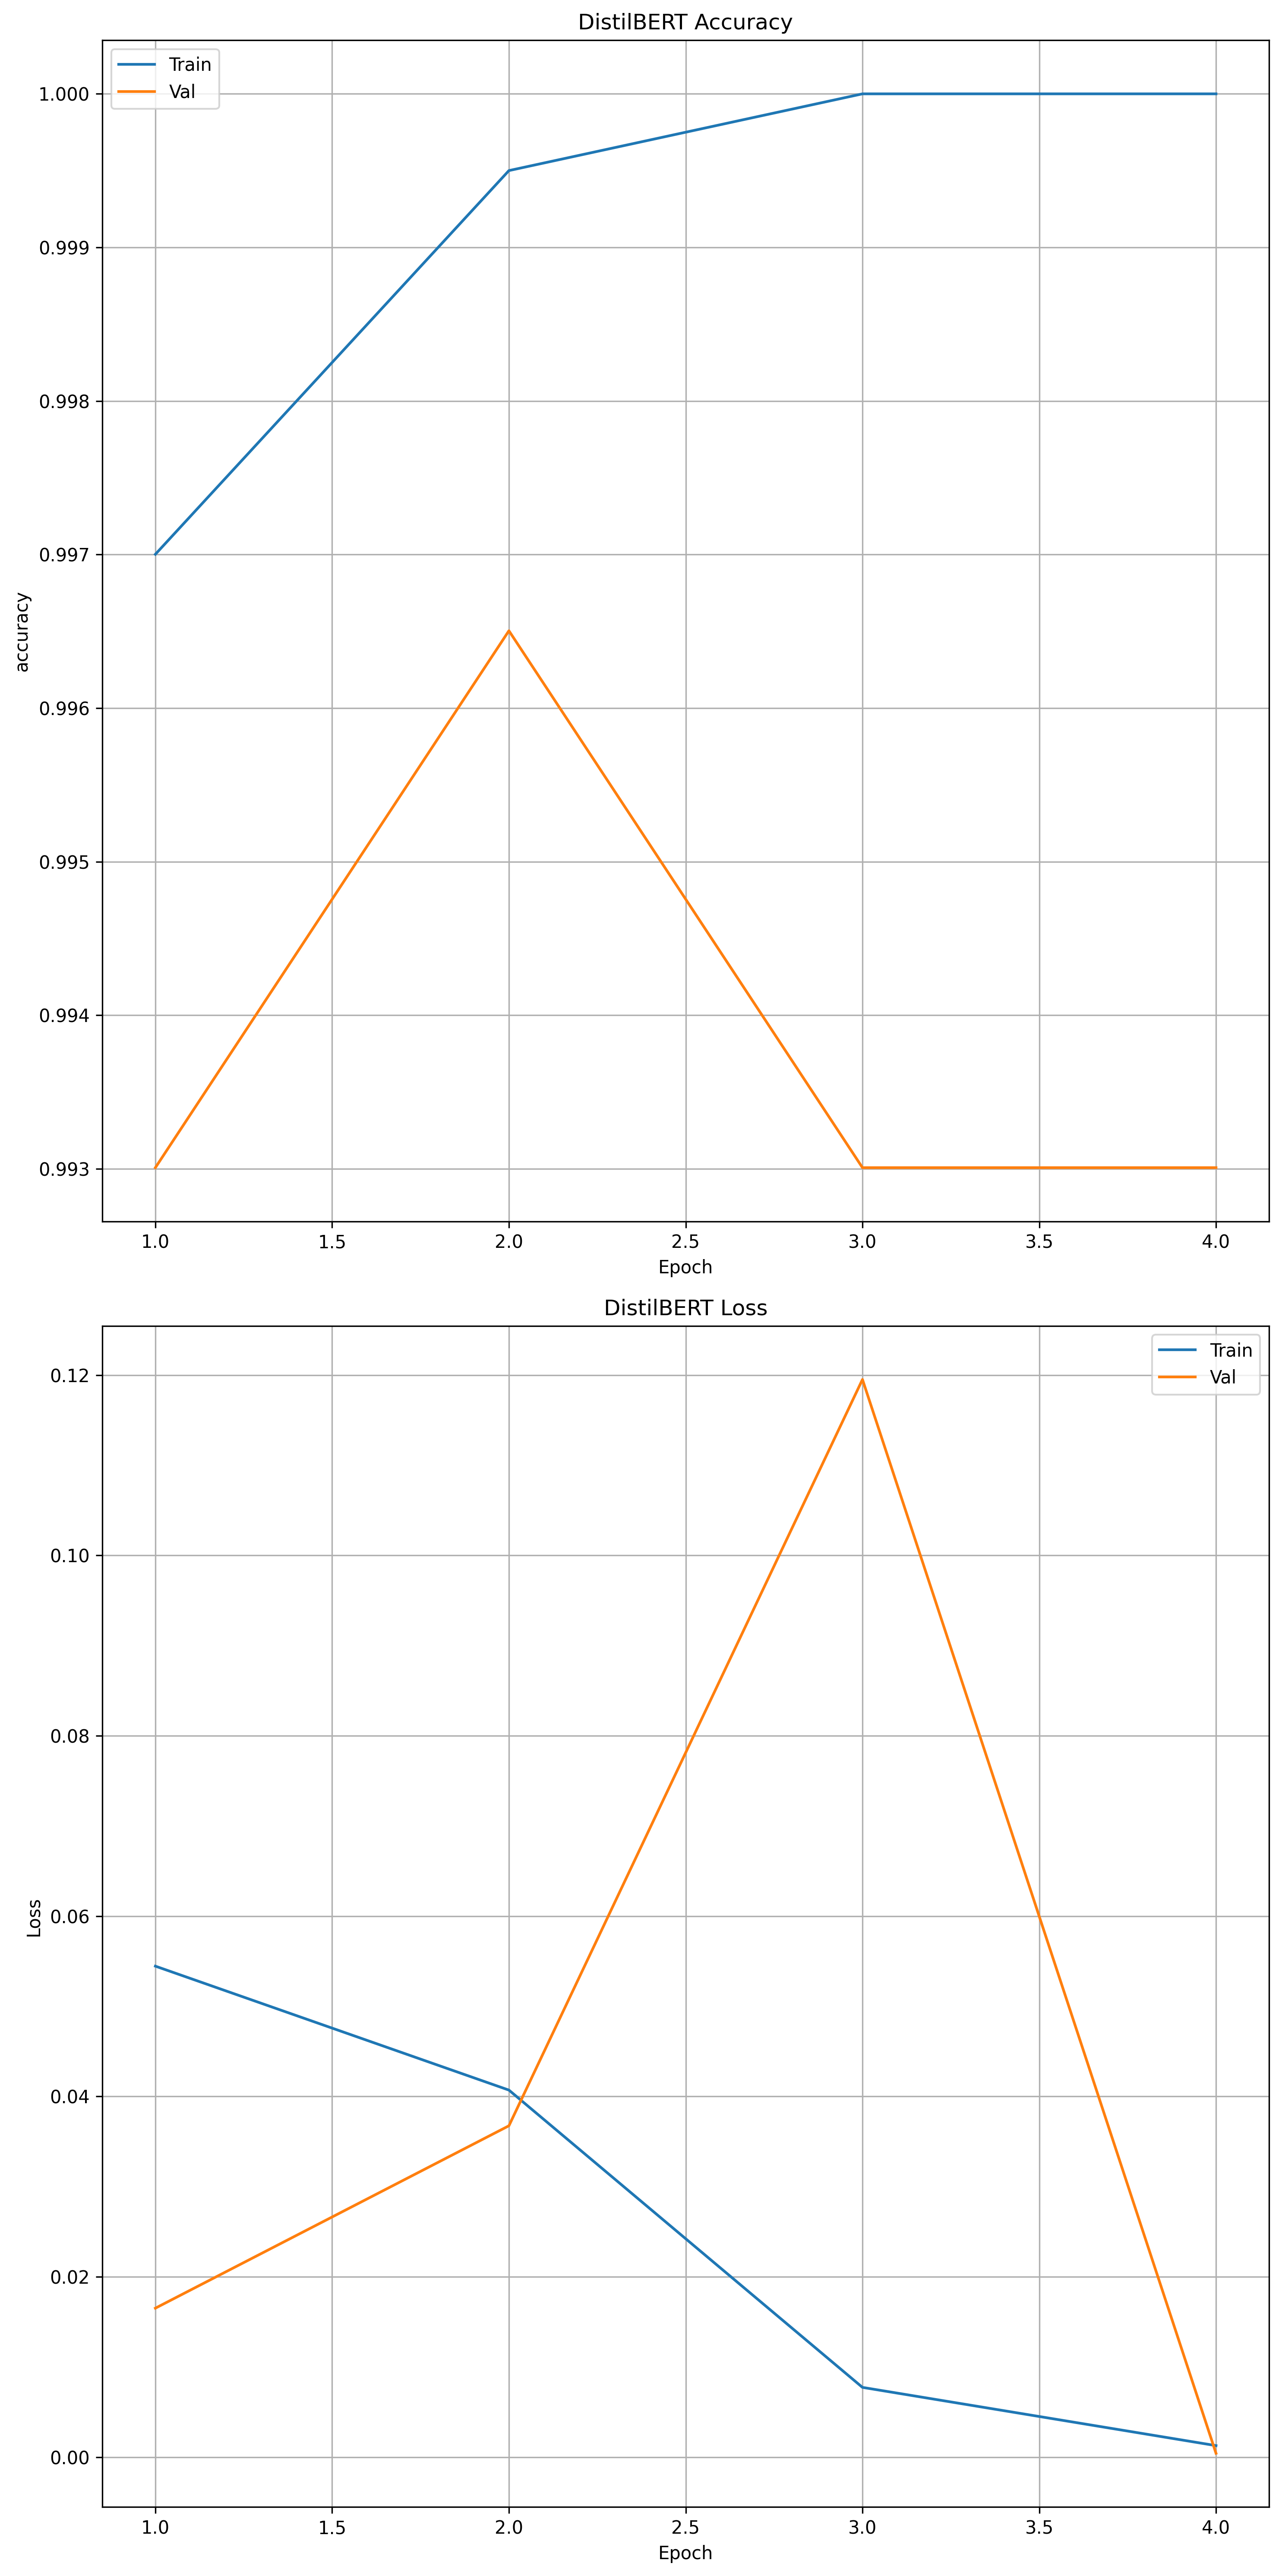 DistilBERT Accuracy
Train
Val
1.000
0.999
0.998
0.997
0.996
0.995
0.994
0.993
accuracy
1.0 1.5 2.0 2.5 3.0 3.5 4.0
Epoch
DistilBERT Loss
Train
Val
0.12
0.10
0.08
0.06
0.04
0.02
0.00
Loss
1.0 1.5 2.0 2.5 3.0 3.5 4.0
Epoch